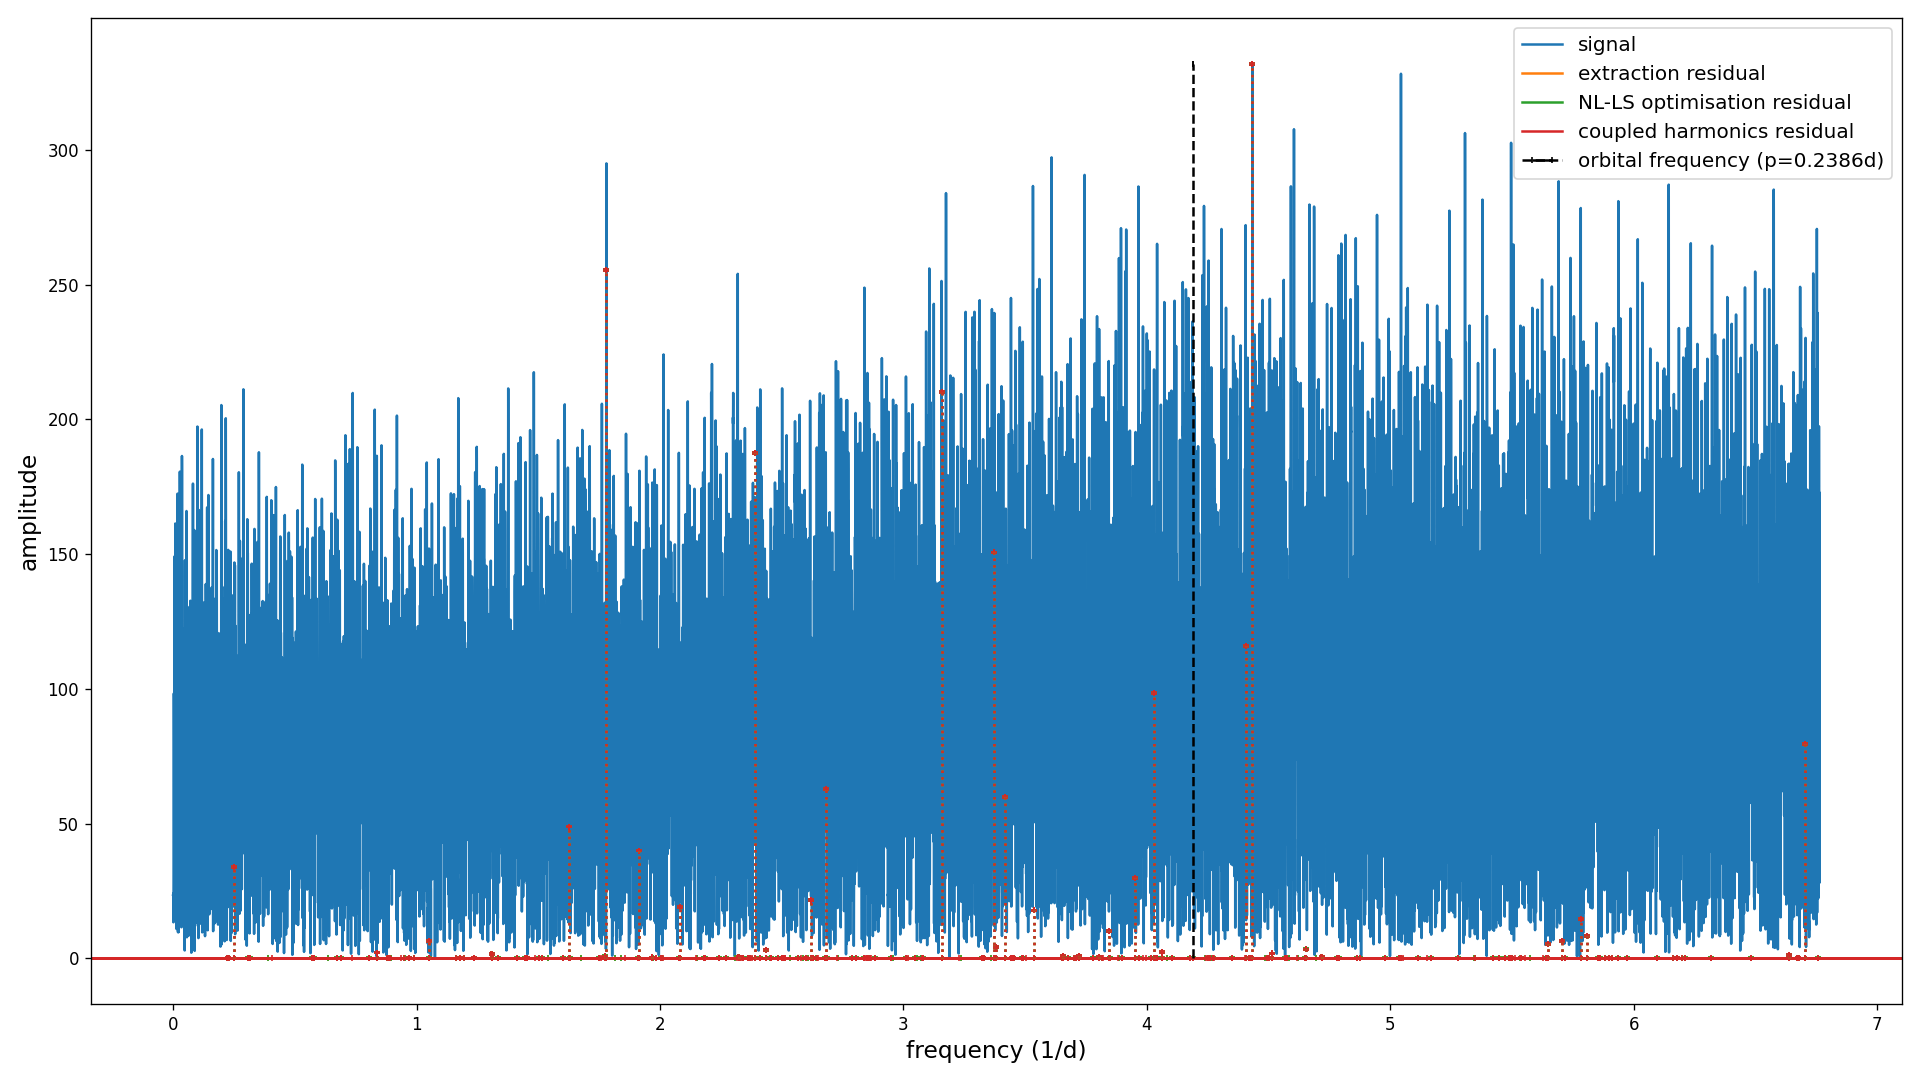 signal
extraction residual
NL-LS optimisation residual
coupled harmonics residual
orbital frequency (p=0.2386d)
amplitude
300
250
200
150
100
50
0
0 1 2 3 4 5 6 7
frequency (1/d)